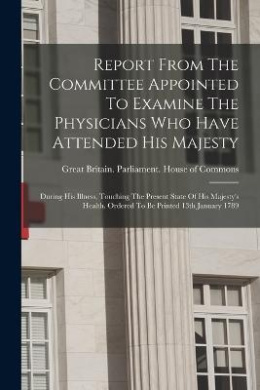 Report From The
Committee Appointed
To Examine The
Physicians Who Have
Attended His Majesty
Great Britain. Parliament. House of Commons
During His Illness, Touching The Present State Of His Majesty's
Health. Ordered To Be Printed 13th January 1789